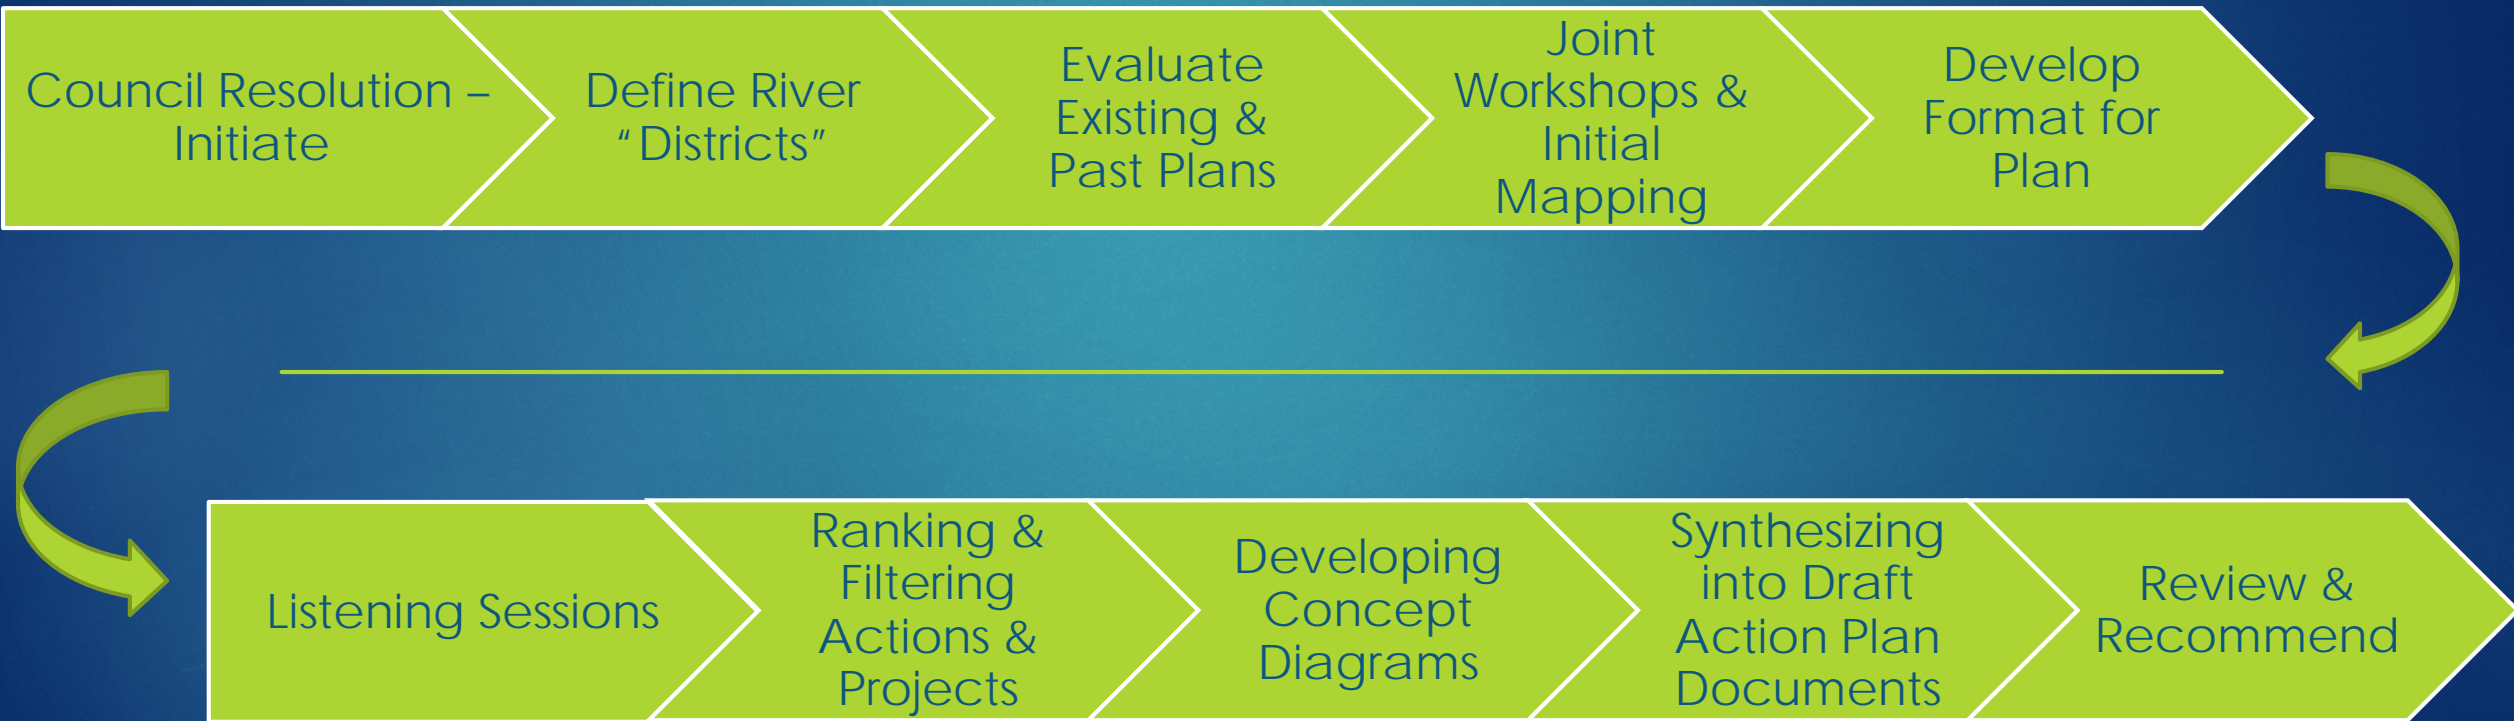 Council Resolution –
Initiate
Define River
“Districts”
Evaluate
Existing &
Past Plans
Joint
Workshops &
Initial
Mapping
Develop
Format for
Plan
Listening Sessions
Ranking &
Filtering
Actions &
Projects
Developing
Concept
Diagrams
Synthesizing
into Draft
Action Plan
Documents
Review &
Recommend